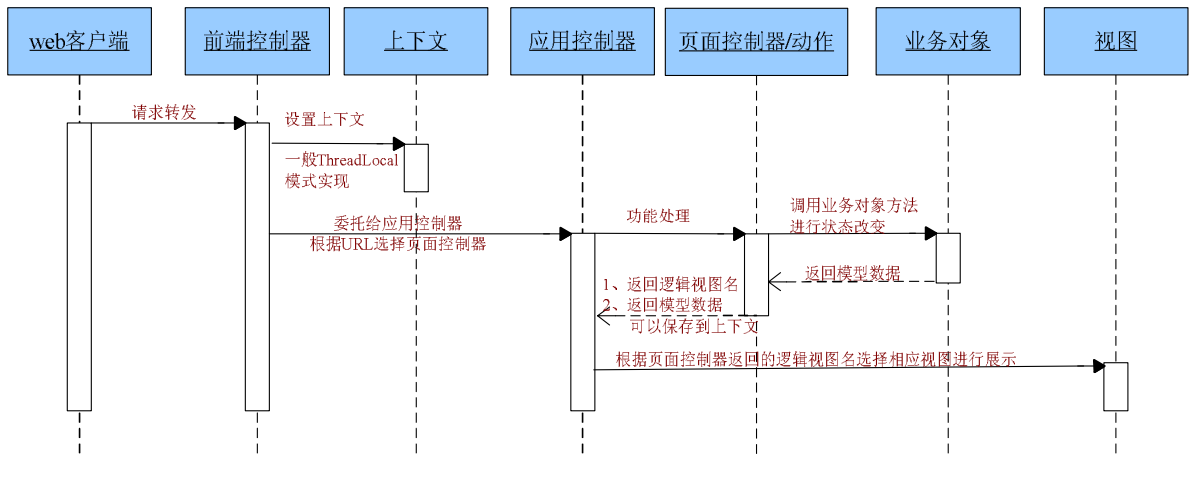 web客户端
前端控制器
上下文
应用控制器
页面控制器/动作
业务对象
视图
请求转发
设置上下文
一般ThreadLocal
模式实现
委托给应用控制器
根据URL选择页面控制器
功能处理
调用业务对象方法
进行状态改变
返回模型数据
1、返回逻辑视图名
2、返回模型数据
可以保存到上下文
根据页面控制器返回的逻辑视图名选择相应视图进行展示